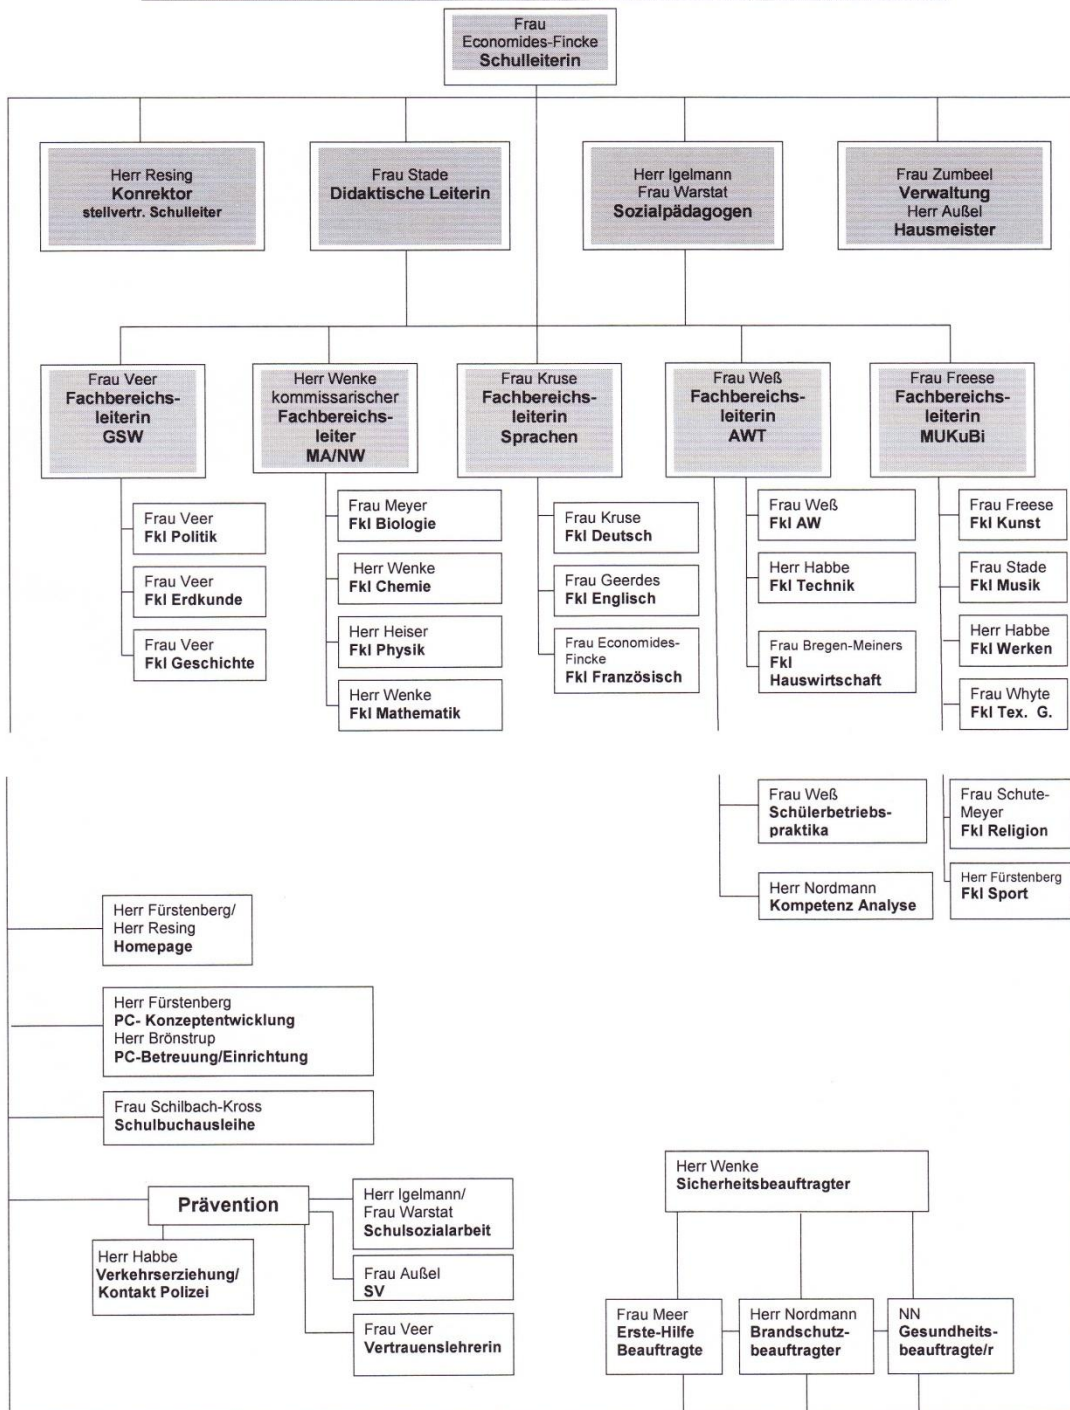 Frau
Economides-Fincke
Schulleiterin
Herr Resing
Konrektor
stellvertr. Schulleiter
Frau Stade
Didaktische Leiterin
Herr Igelmann
Frau Warstat
Sozialpädagogen
Frau Zumbeel
Verwaltung
Herr Außel
Hausmeister
Frau Veer
Fachbereichs-
leiterin
GSW
Herr Wenke
kommissarischer
Fachbereichs-
leiter
MA/NW
Frau Kruse
Fachbereichs-
leiterin
Sprachen
Frau Weß
Fachbereichs-
leiterin
AWT
Frau Freese
Fachbereichs-
leiterin
MUKuBi
Frau Veer
Fkl Politik
Frau Veer
Fkl Erdkunde
Frau Veer
Fkl Geschichte
Frau Meyer
Fkl Biologie
Herr Wenke
Fkl Chemie
Herr Heiser
Fkl Physik
Herr Wenke
Fkl Mathematik
Frau Kruse
Fkl Deutsch
Frau Geerdes
Fkl Englisch
Frau Economides-
Fincke
Fkl Französisch
Frau Weß
Fkl AW
Herr Habbe
Fkl Technik
Frau Bregen-Meiners
Fkl
Hauswirtschaft
Frau Freese
Fkl Kunst
Frau Stade
Fkl Musik
Herr Habbe
Fkl Werken
Frau Whyte
Fkl Tex. G.
Frau Weß
Schülerbetriebs-
praktika
Herr Nordmann
Kompetenz Analyse
Frau Schute-
Meyer
Fkl Religion
Herr Fürstenberg
Fkl Sport
Herr Fürstenberg/
Herr Resing
Homepage
Herr Fürstenberg
PC- Konzeptentwicklung
Herr Brönstrup
PC-Betreuung/Einrichtung
Frau Schilbach-Kross
Schulbuchausleihe
Prävention
Herr Igelmann/
Frau Warstat
Schulsozialarbeit
Herr Habbe
Verkehrserziehung/
Kontakt Polizei
Frau Außel
SV
Frau Veer
Vertrauenslehrerin
Herr Wenke
Sicherheitsbeauftragter
Frau Meer
Erste-Hilfe
Beauftragte
Herr Nordmann
Brandschutz-
beauftragter
NN
Gesundheits-
beauftragte/r